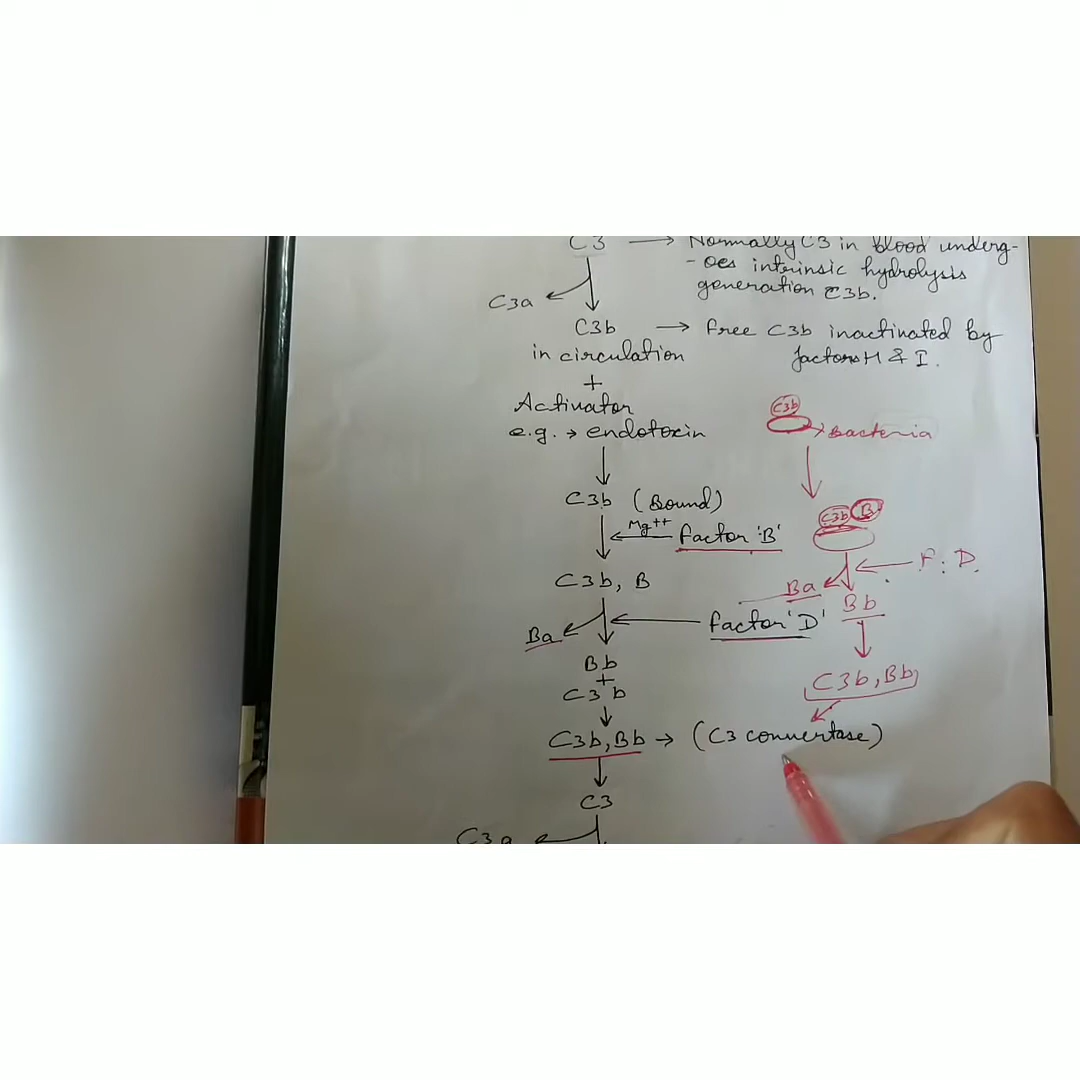 C3 → Normally C3 in blood underg-
- oes intrinsic hydrolysis
generation C3b.
C3a
C3b → free C3b inactivated by
in circulation factors H & I.
+
Activator
e.g. → endotoxin
C3b
Bacteria
C3b (Bound)
C3b B
Mg++ factor 'B'
C3b, B
F. D.
Ba
factor 'D'
Ba
Bb
Bb
+
C3b
C3b, Bb
C3b, Bb → (C3 convertase)
C3
C3a